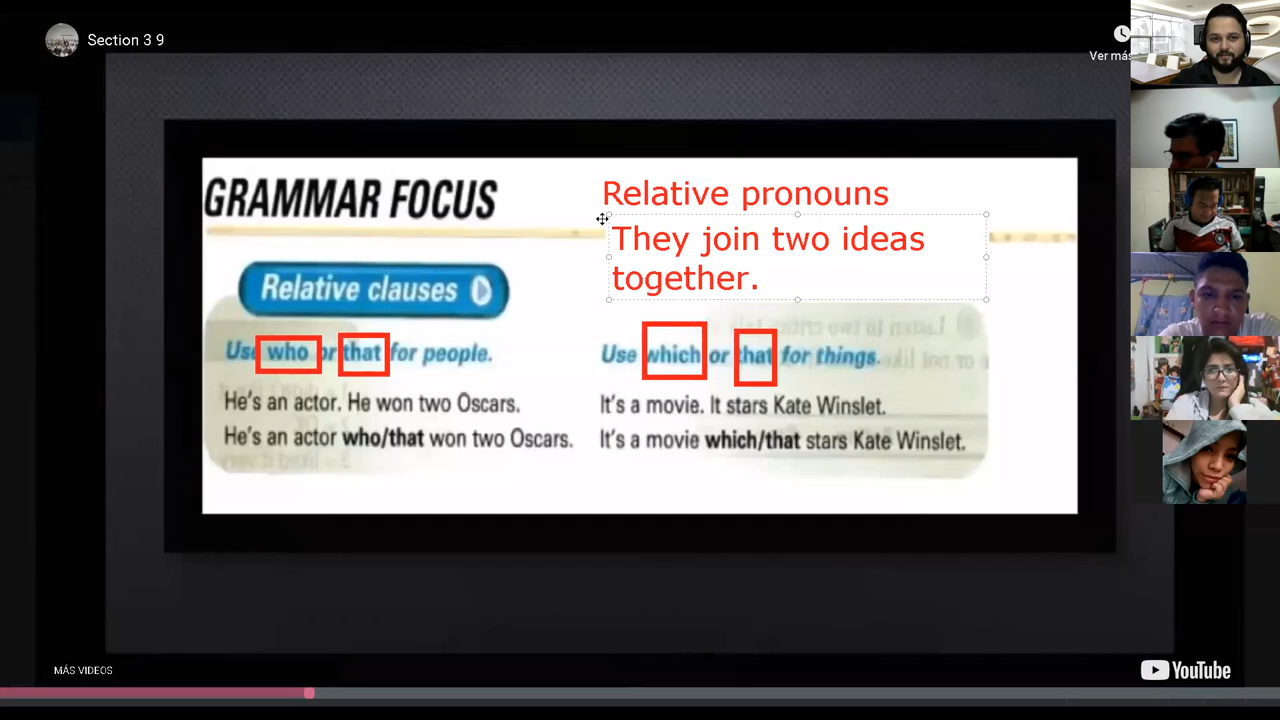 Section 3 9
Ver más
GRAMMAR FOCUS
Relative pronouns
They join two ideas
together.
Relative clauses
Use who or that for people.
He's an actor. He won two Oscars.
He's an actor who/that won two Oscars.
Use which or that for things.
It's a movie. It stars Kate Winslet.
It's a movie which/that stars Kate Winslet.
MÁS VIDEOS
YouTube